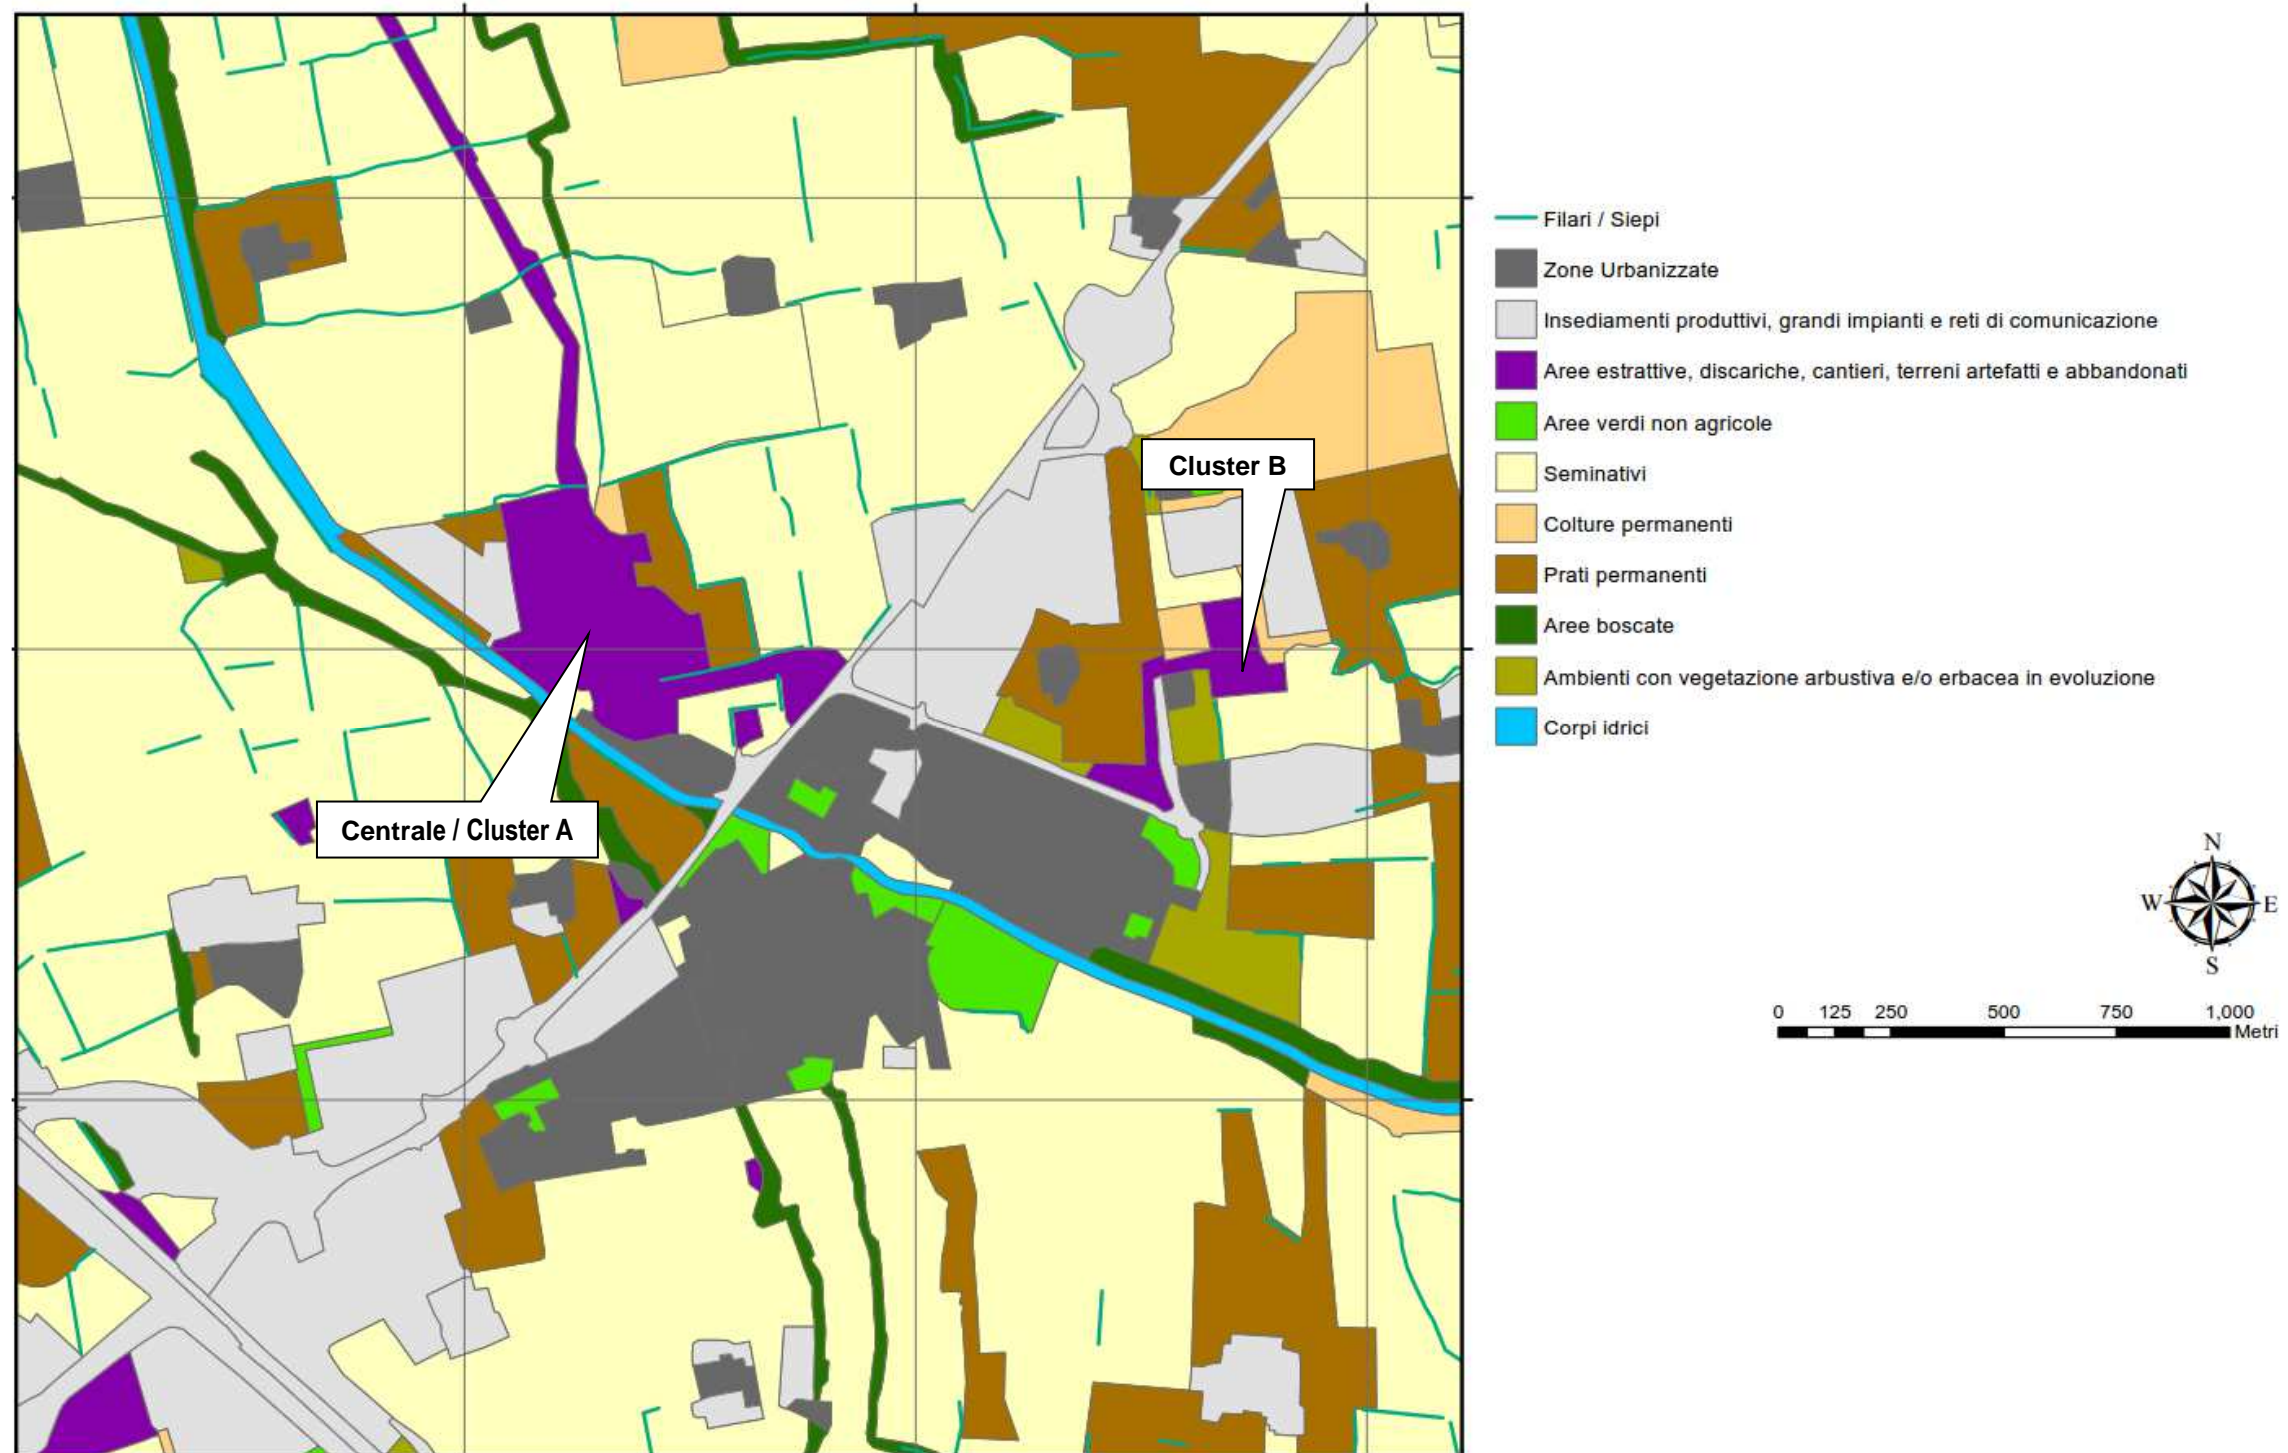 Filari / Siepi
Zone Urbanizzate
Insediamenti produttivi, grandi impianti e reti di comunicazione
Aree estrattive, discariche, cantieri, terreni artefatti e abbandonati
Aree verdi non agricole
Seminativi
Colture permanenti
Prati permanenti
Aree boscate
Ambienti con vegetazione arbustiva e/o erbacea in evoluzione
Corpi idrici
Cluster B
Centrale / Cluster A
N
W E
S
0 125 250 500 750 1,000
Metri